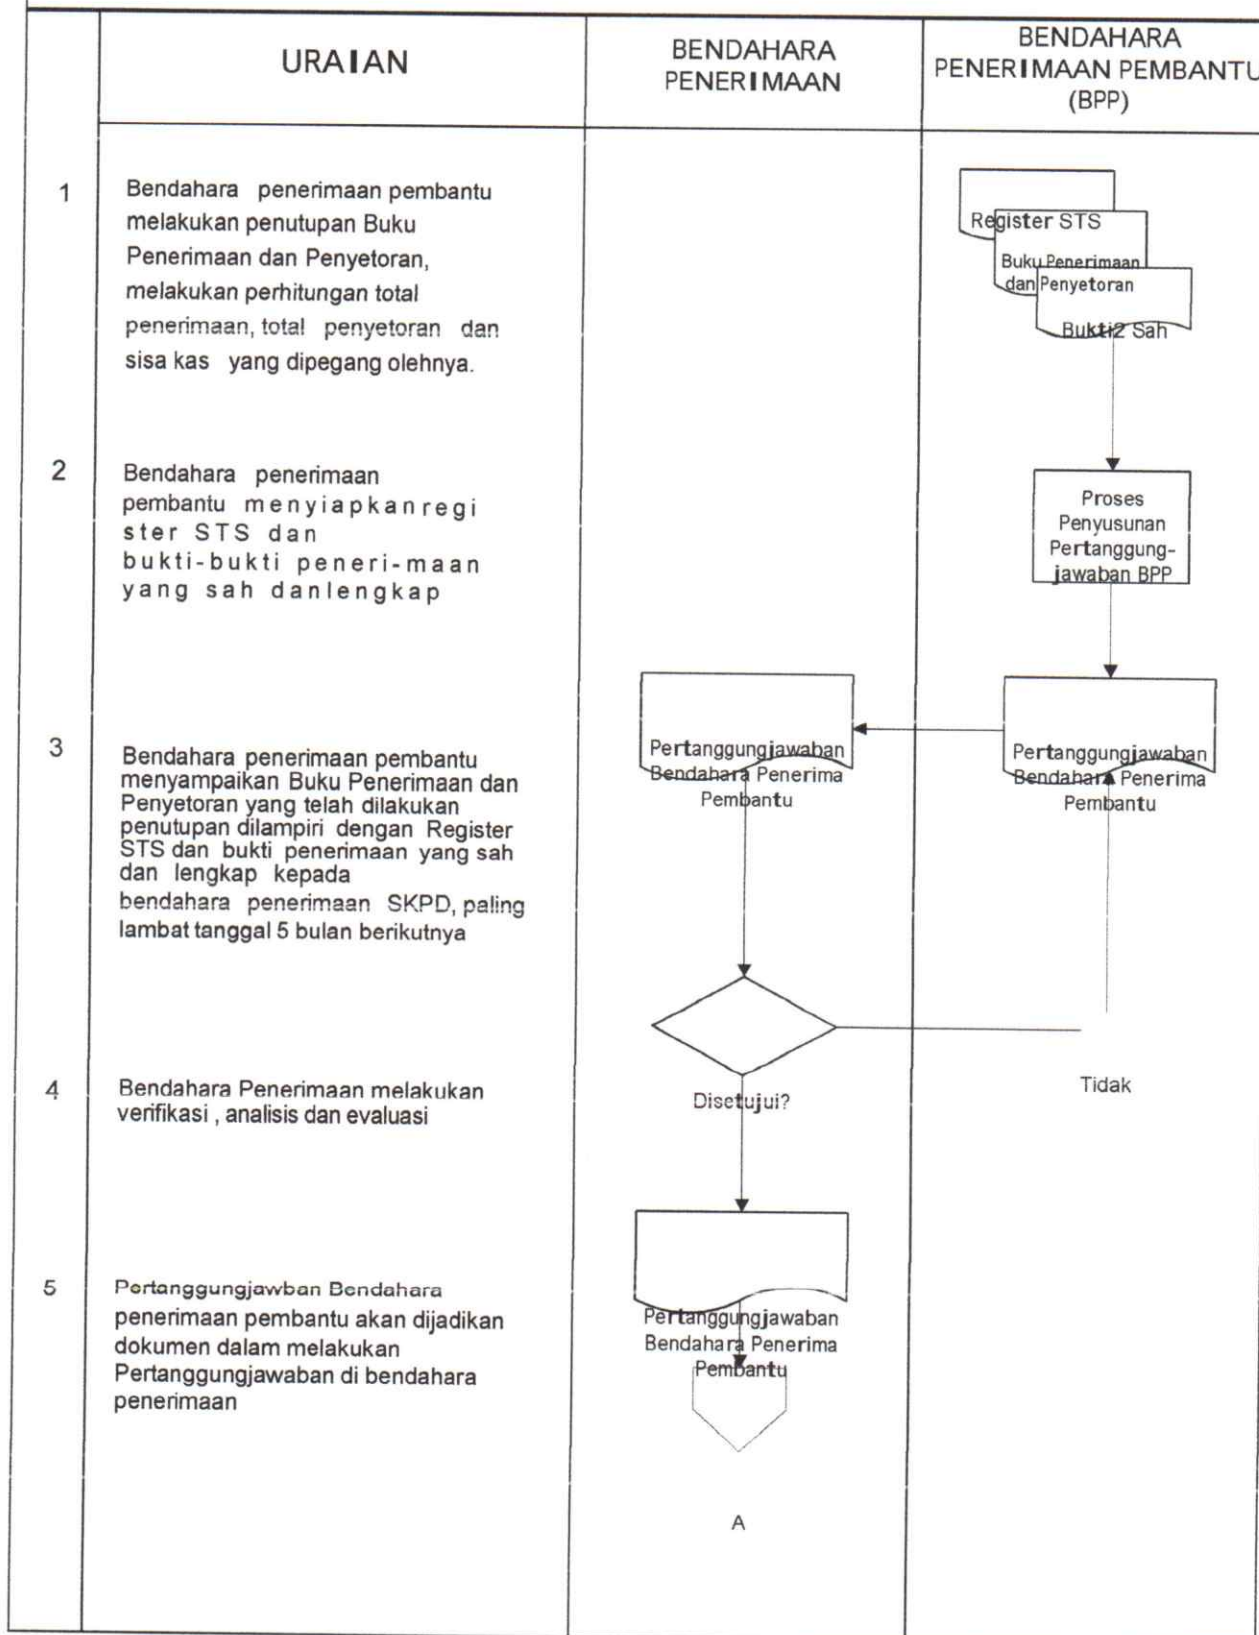 URAIAN
BENDAHARA
PENERIMAAN
BENDAHARA
PENERIMAAN PEMBANTU
(BPP)
1
Bendahara penerimaan pembantu
melakukan penutupan Buku
Penerimaan dan Penyetoran,
melakukan perhitungan total
penerimaan, total penyetoran dan
sisa kas yang dipegang olehnya.
Register STS
Buku Penerimaan
dan Penyetoran
Bukti2 Sah
2
Bendahara penerimaan
pembantu menyiapkanregi
ster STS dan
bukti-bukti peneri-maan
yang sah danlengkap
Proses
Penyusunan
Pertanggung-
jawaban BPP
3
Bendahara penerimaan pembantu
menyampaikan Buku Penerimaan dan
Penyetoran yang telah dilakukan
penutupan dilampiri dengan Register
STS dan bukti penerimaan yang sah
dan lengkap kepada
bendahara penerimaan SKPD, paling
lambat tanggal 5 bulan berikutnya
Pertanggungjawaban
Bendahara Penerima
Pembantu
Pertanggungjawaban
Bendahara Penerima
Pembantu
4
Bendahara Penerimaan melakukan
verifikasi , analisis dan evaluasi
Disetujui?
Tidak
5
Pertanggungjawban Bendahara
penerimaan pembantu akan dijadikan
dokumen dalam melakukan
Pertanggungjawaban di bendahara
penerimaan
Pertanggungjawaban
Bendahara Penerima
Pembantu
A